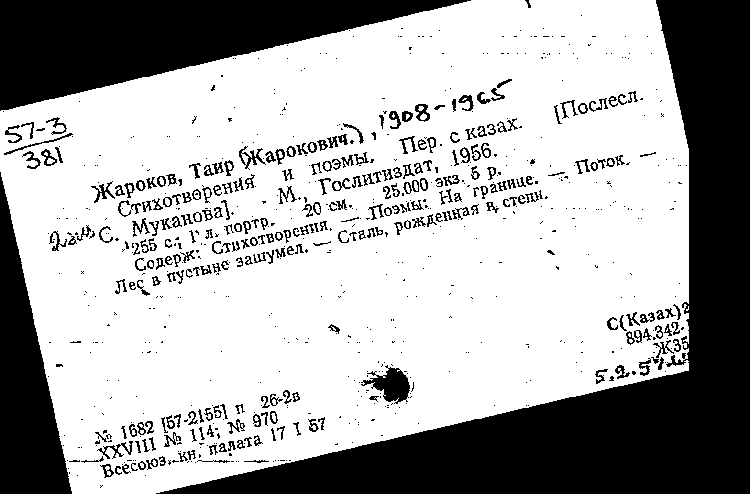 57-3
381
Жароков, Таир (Жарокович.), 1908-1965
Стихотворения и поэмы. Пер. с казах. [Послесл.
С. Муканова]. М., Гослитиздат, 1956.
255 с.; 1 л. портр. 20 см. 25.000 экз. 5 р.
Содерж: Стихотворения. — Поэмы: На границе. — Поток. —
Лес в пустыне зашумел. — Сталь, рожденная в степи.
С(Казах)2
894.342-1
Ж35
№ 1682 [57-2155] п 26-2в
XXVIII № 114; № 970
Всесоюз. кн. палата 17 I 57